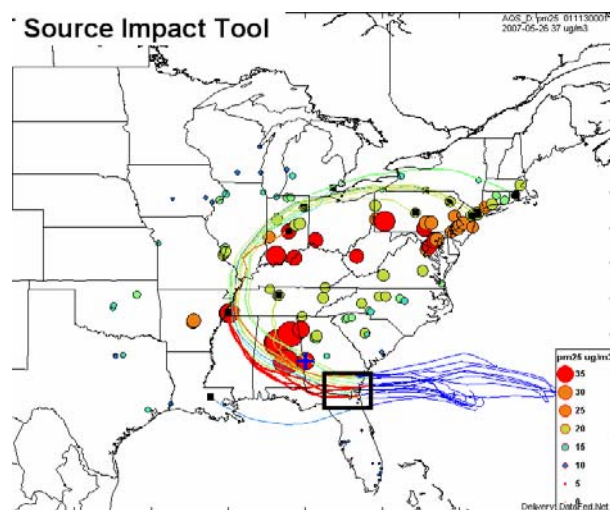 Source Impact Tool
AQS_D: pm25 011130001
2007-05-26 37 ug/m3
pm25 ug/m3
35
30
25
20
15
10
5
0
Delivery: DataFed.Net